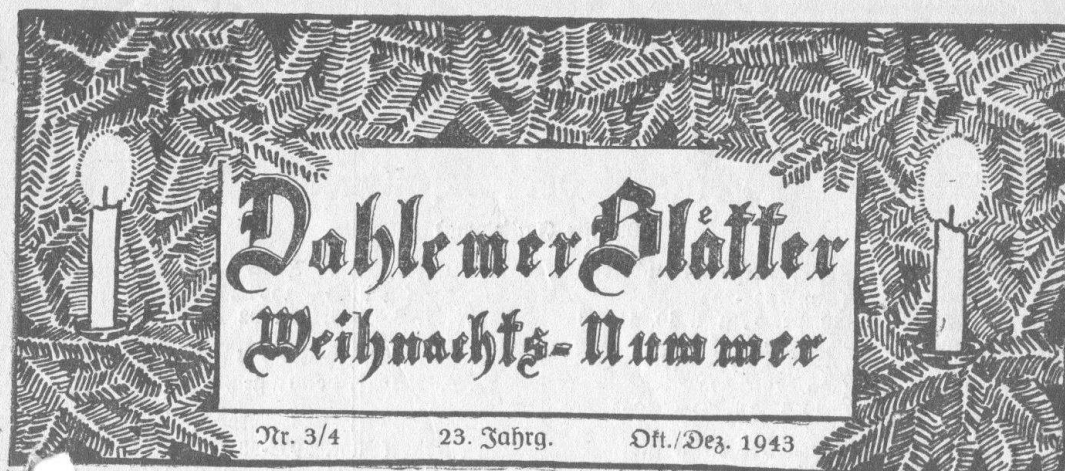 Dahlemer Blätter
Weihnachts-Nummer
Nr. 3/4 23. Jahrg. Okt./Dez. 1943